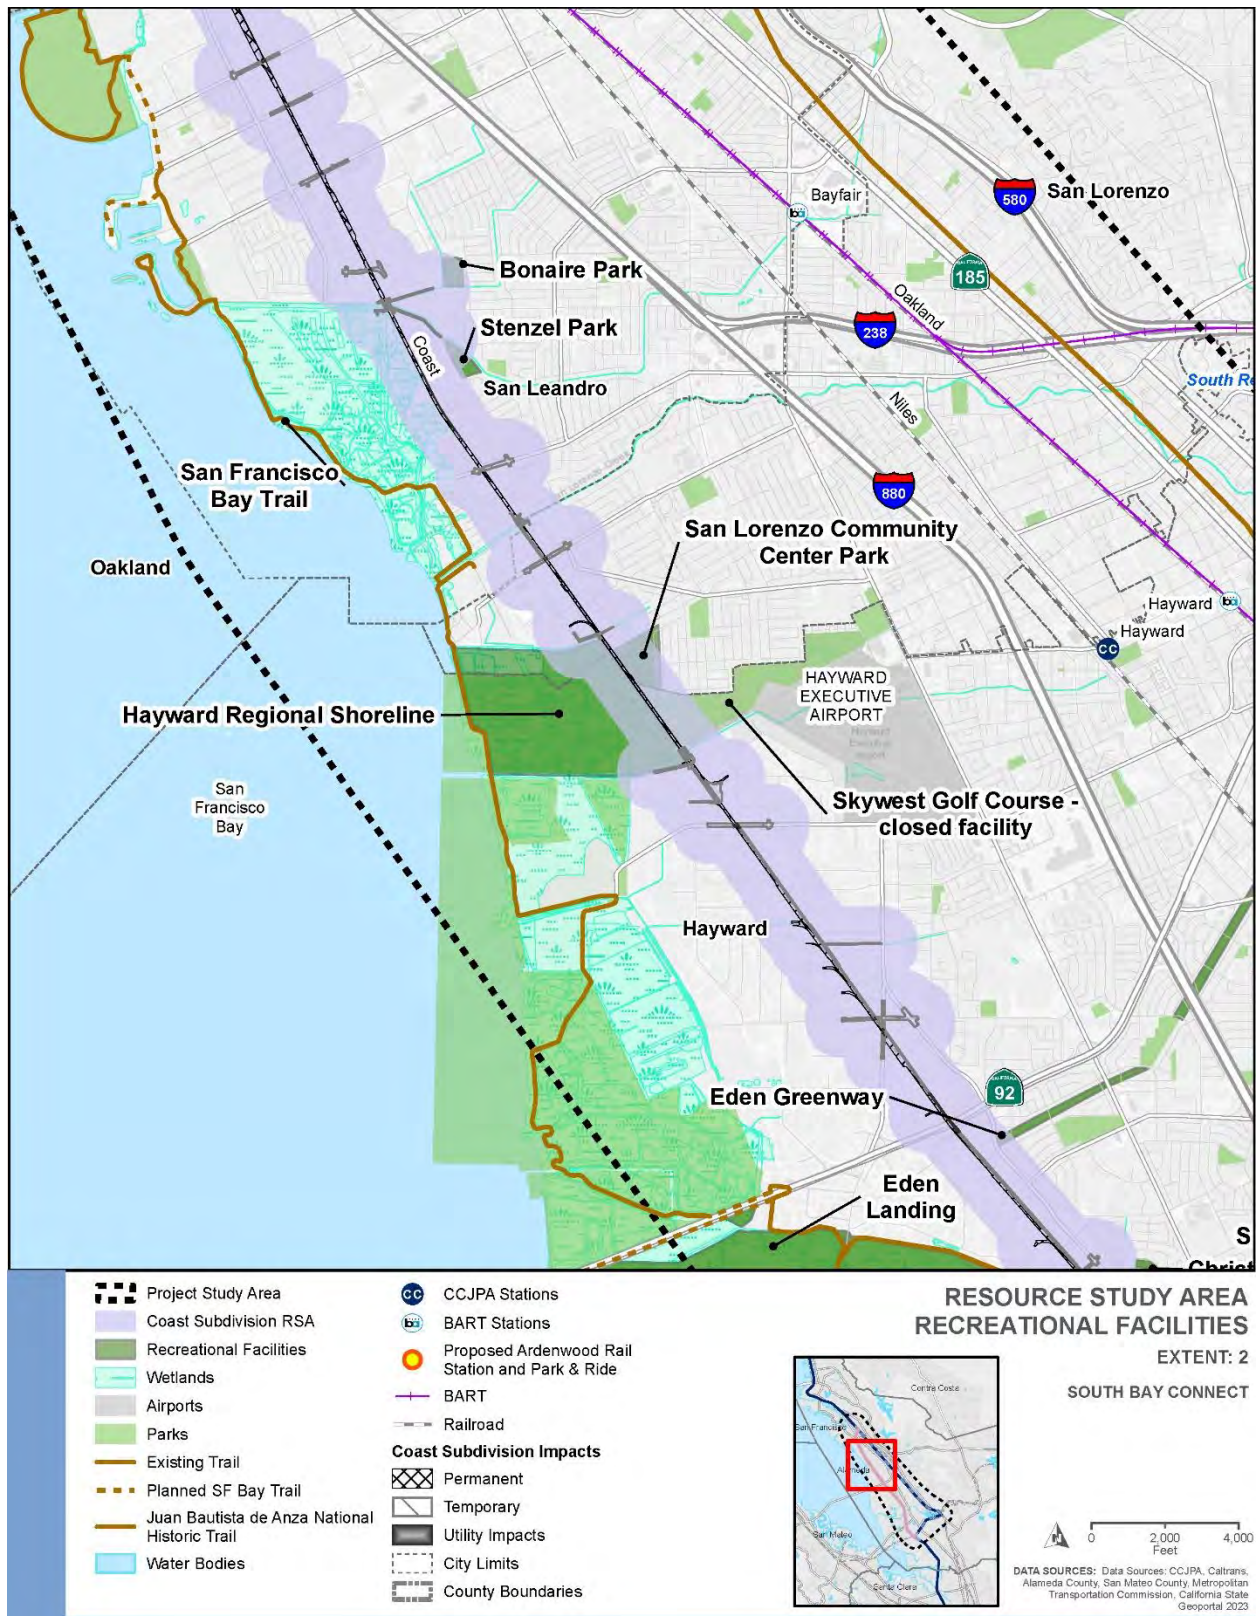 580
San Lorenzo
Bayfair
Bonaire Park
185
Oakland
Stenzel Park
238
Coast
San Leandro
South R
Niles
San Francisco
Bay Trail
880
San Lorenzo Community
Center Park
Oakland
Hayward
Hayward
HAYWARD
EXECUTIVE
AIRPORT
Hayward Regional Shoreline
Hayward
Executive
Airport
San
Francisco
Bay
Skywest Golf Course -
closed facility
Hayward
92
Eden Greenway
Eden
Landing
S
Christ
Project Study Area
Coast Subdivision RSA
Recreational Facilities
Wetlands
Airports
Parks
Existing Trail
Planned SF Bay Trail
Juan Bautista de Anza National
Historic Trail
Water Bodies
CC
CCJPA Stations
BART Stations
Proposed Ardenwood Rail
Station and Park & Ride
BART
Railroad
Coast Subdivision Impacts
Permanent
Temporary
Utility Impacts
City Limits
County Boundaries
RESOURCE STUDY AREA
RECREATIONAL FACILITIES
EXTENT: 2
SOUTH BAY CONNECT
Contra Costa
San Francisco
Alameda
San Mateo
Santa Clara
N
0 2,000 4,000
Feet
DATA SOURCES: Data Sources: CCJPA, Caltrans,
Alameda County, San Mateo County, Metropolitan
Transportation Commission, California State
Geoportal 2023